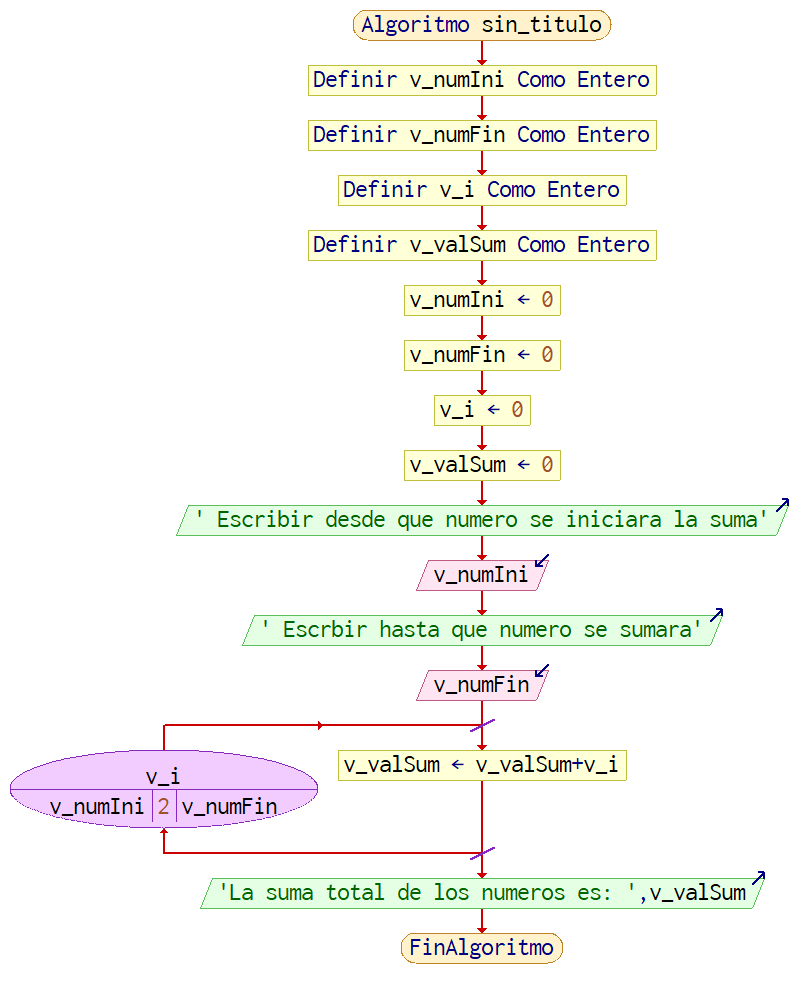 Algoritmo sin_titulo
Definir v_numIni Como Entero
Definir v_numFin Como Entero
Definir v_i Como Entero
Definir v_valSum Como Entero
v_numIni ← 0
v_numFin ← 0
v_i ← 0
v_valSum ← 0
' Escribir desde que numero se iniciara la suma'
v_numIni
' Escrbir hasta que numero se sumara'
v_numFin
v_valSum ← v_valSum+v_i
v_i
v_numIni 2 v_numFin
'La suma total de los numeros es: ',v_valSum
FinAlgoritmo